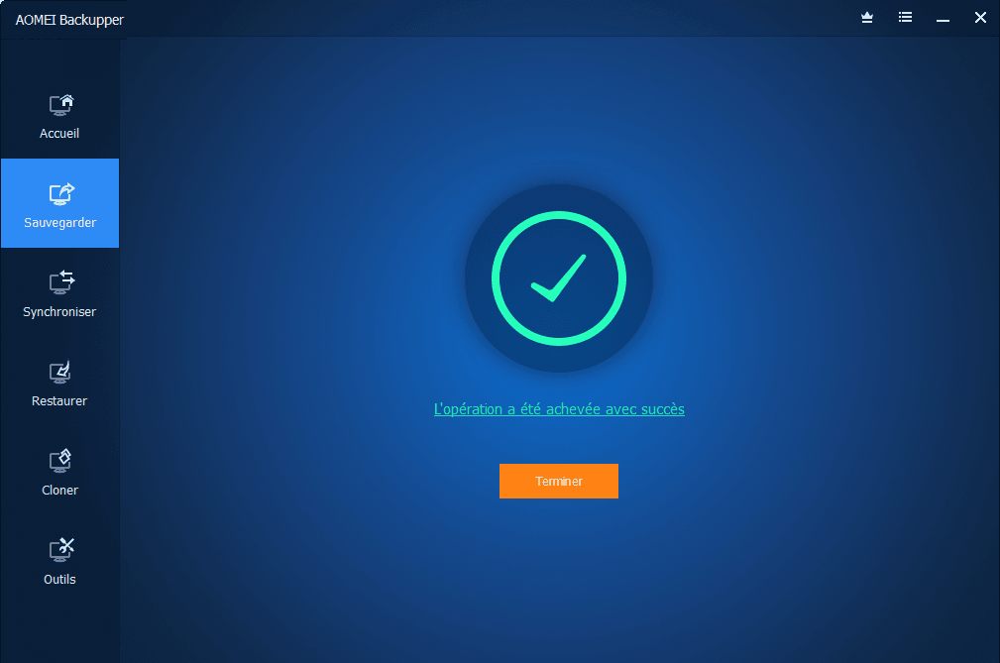 AOMEI Backupper
Accueil
Sauvegarder
Synchroniser
Restaurer
Cloner
Outils
L'opération a été achevée avec succès
Terminer